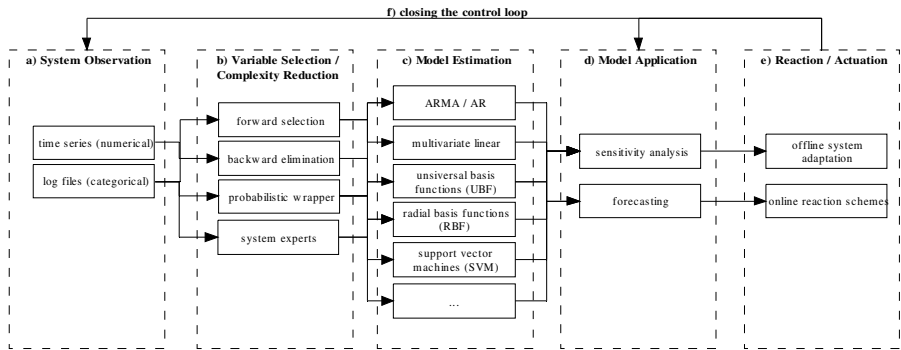 f) closing the control loop
a) System Observation
time series (numerical)
log files (categorical)
b) Variable Selection /
Complexity Reduction
forward selection
backward elimination
probabilistic wrapper
system experts
c) Model Estimation
ARMA / AR
multivariate linear
unsiversal basis
functions (UBF)
radial basis functions
(RBF)
support vector
machines (SVM)
...
d) Model Application
sensitivity analysis
forecasting
e) Reaction / Actuation
offline system
adaptation
online reaction schemes